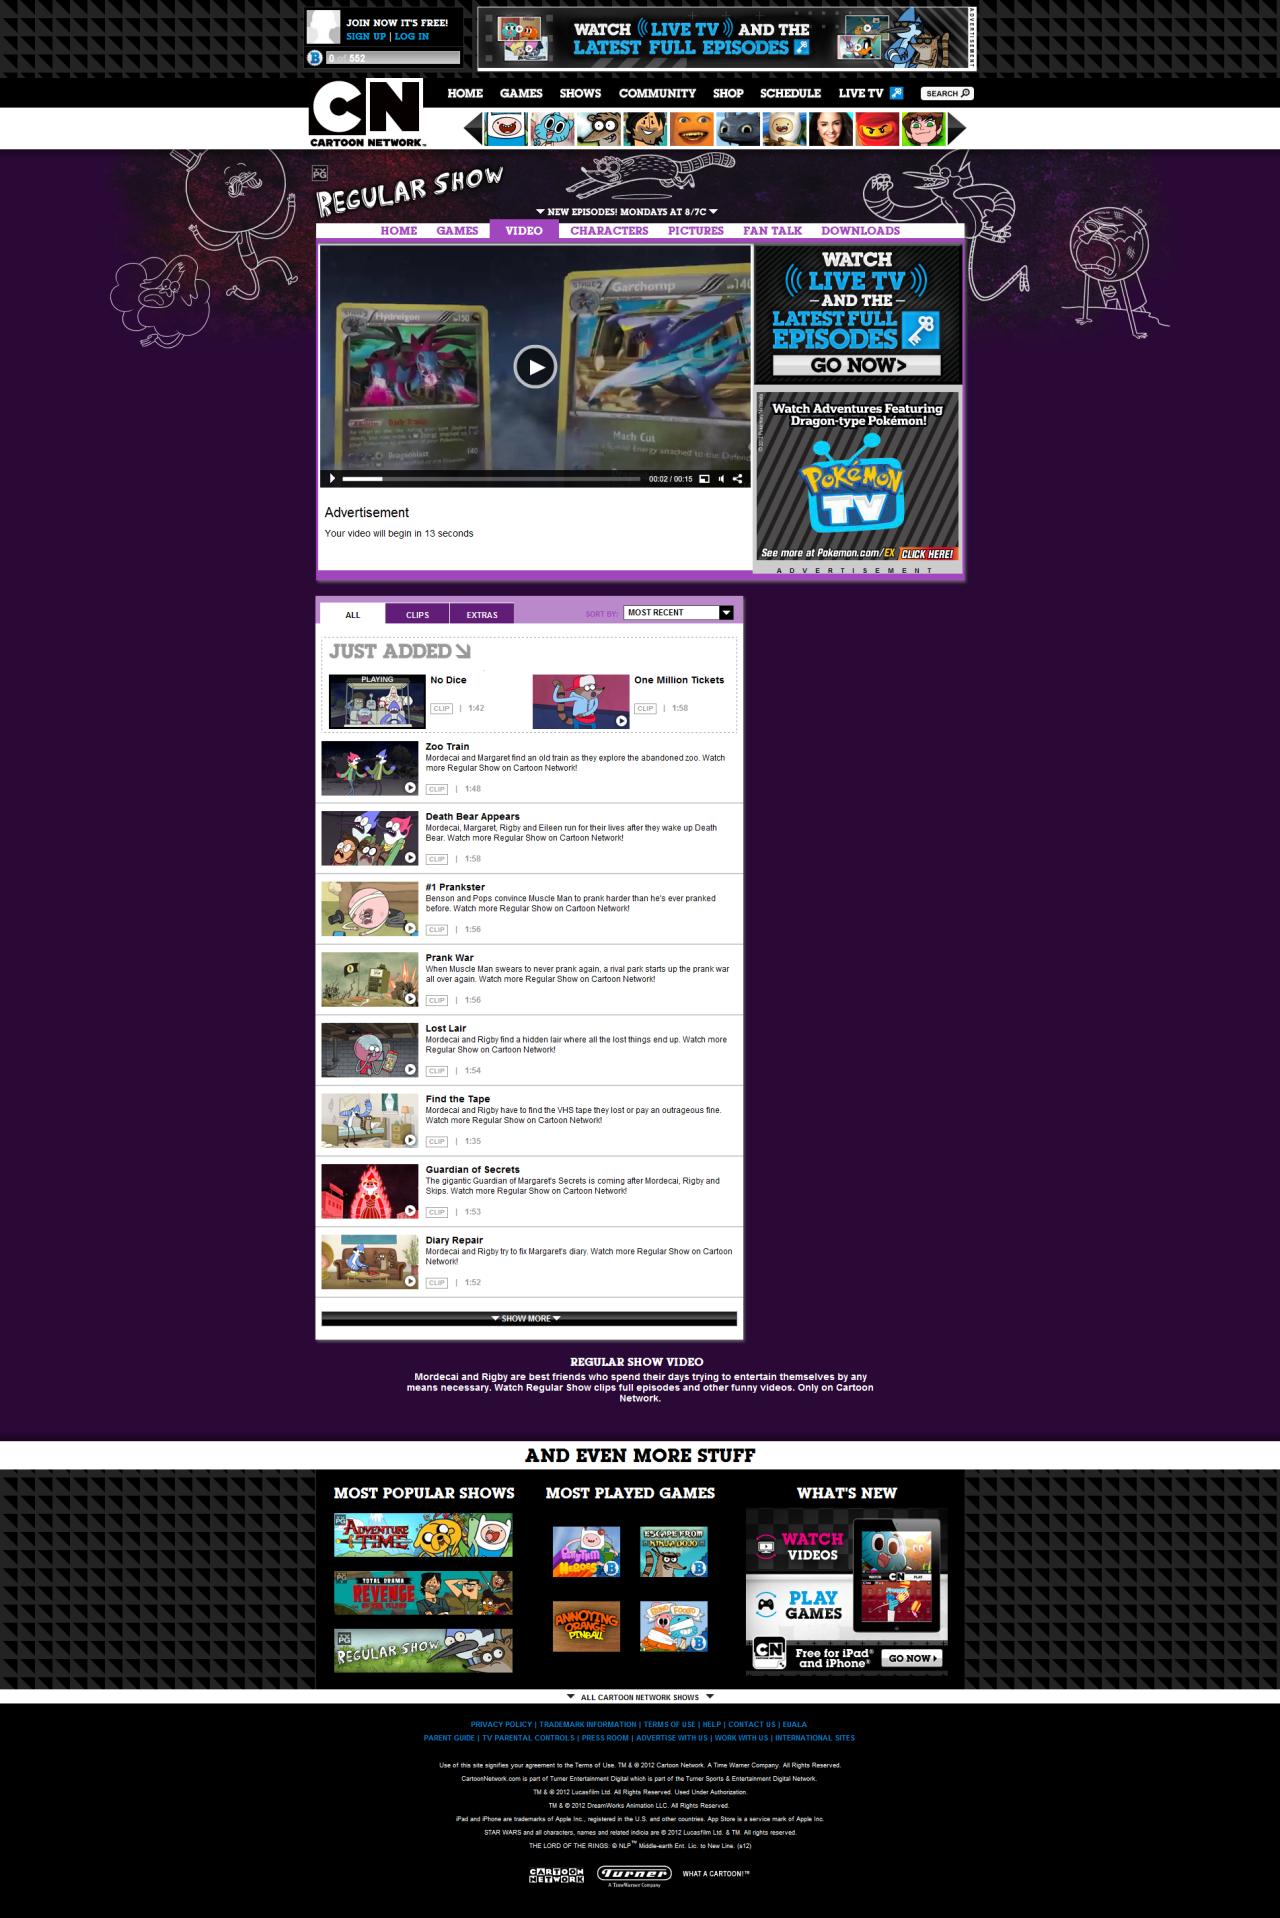 JOIN NOW IT'S FREE!
SIGN UP | LOG IN
0 of 552
WATCH LIVE TV AND THE
LATEST FULL EPISODES
ADVERTISEMENT
CN
CARTOON NETWORK
HOME GAMES SHOWS COMMUNITY SHOP SCHEDULE LIVE TV SEARCH
TV PG
REGULAR SHOW
NEW EPISODES! MONDAYS AT 8/7C
HOME GAMES VIDEO CHARACTERS PICTURES FAN TALK DOWNLOADS
Hydreigon 150
Garchomp 140
Mach Cut
Dragonblast 140
00:02 / 00:15
Advertisement
Your video will begin in 13 seconds
WATCH
LIVE TV
AND THE
LATEST FULL
EPISODES
GO NOW>
Watch Adventures Featuring
Dragon-type Pokémon!
POKéMON
TV
See more at Pokemon.com/EX CLICK HERE!
ADVERTISEMENT
ALL CLIPS EXTRAS SORT BY: MOST RECENT
JUST ADDED
PLAYING
No Dice
CLIP | 1:42
One Million Tickets
CLIP | 1:58
Zoo Train
Mordecai and Margaret find an old train as they explore the abandoned zoo. Watch
more Regular Show on Cartoon Network!
CLIP | 1:48
Death Bear Appears
Mordecai, Margaret, Rigby and Eileen run for their lives after they wake up Death
Bear. Watch more Regular Show on Cartoon Network!
CLIP | 1:58
#1 Prankster
Benson and Pops convince Muscle Man to prank harder than he's ever pranked
before. Watch more Regular Show on Cartoon Network!
CLIP | 1:56
Prank War
When Muscle Man swears to never prank again, a rival park starts up the prank war
all over again. Watch more Regular Show on Cartoon Network!
CLIP | 1:56
Lost Lair
Mordecai and Rigby find a hidden lair where all the lost things end up. Watch more
Regular Show on Cartoon Network!
CLIP | 1:54
Find the Tape
Mordecai and Rigby have to find the VHS tape they lost or pay an outrageous fine.
Watch more Regular Show on Cartoon Network!
CLIP | 1:35
Guardian of Secrets
The gigantic Guardian of Margaret's Secrets is coming after Mordecai, Rigby and
Skips. Watch more Regular Show on Cartoon Network!
CLIP | 1:53
Diary Repair
Mordecai and Rigby try to fix Margaret's diary. Watch more Regular Show on Cartoon
Network!
CLIP | 1:52
SHOW MORE
REGULAR SHOW VIDEO
Mordecai and Rigby are best friends who spend their days trying to entertain themselves by any
means necessary. Watch Regular Show clips full episodes and other funny videos. Only on Cartoon
Network.
AND EVEN MORE STUFF
MOST POPULAR SHOWS
ADVENTURE TIME
TOTAL DRAMA
REVENGE
REGULAR SHOW
MOST PLAYED GAMES
RHYTHM HEROES
ESCAPE FROM NINJA DOJO
ANNOYING ORANGE PINBALL
WHAT'S NEW
WATCH
VIDEOS
PLAY
GAMES
CN
Free for iPad®
and iPhone®
GO NOW
ALL CARTOON NETWORK SHOWS
PRIVACY POLICY | TRADEMARK INFORMATION | TERMS OF USE | HELP | CONTACT US | EUALA
PARENT GUIDE | TV PARENTAL CONTROLS | PRESS ROOM | ADVERTISE WITH US | WORK WITH US | INTERNATIONAL SITES
Use of this site signifies your agreement to the Terms of Use. TM & © 2012 Cartoon Network. A Time Warner Company. All Rights Reserved.
CartoonNetwork.com is part of Turner Entertainment Digital which is part of the Turner Sports & Entertainment Digital Network.
TM & © 2012 Lucasfilm Ltd. All Rights Reserved. Used Under Authorization.
TM & © 2012 DreamWorks Animation LLC. All Rights Reserved.
iPad and iPhone are trademarks of Apple Inc., registered in the U.S. and other countries. App Store is a service mark of Apple Inc.
STAR WARS and all characters, names and related indicia are © 2012 Lucasfilm Ltd. & TM. All rights reserved.
THE LORD OF THE RINGS: © NLP™ Middle-earth Ent. Lic. to New Line. (s12)
CARTOON NETWORK
Turner
A TimeWarner Company
WHAT A CARTOON!™